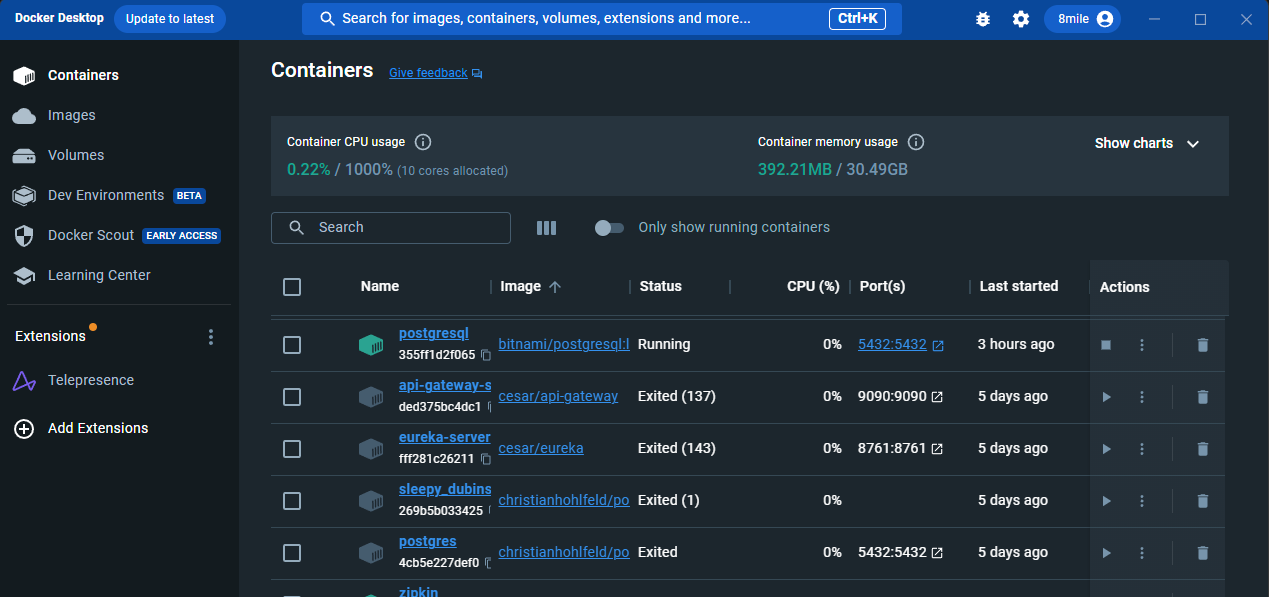 Docker Desktop Update to latest Search for images, containers, volumes, extensions and more... Ctrl+K 8mile
Containers
Images
Volumes
Dev Environments BETA
Docker Scout EARLY ACCESS
Learning Center
Extensions
Telepresence
Add Extensions
Containers Give feedback
Container CPU usage
0.22% / 1000% (10 cores allocated)
Container memory usage
392.21MB / 30.49GB
Show charts
Search Only show running containers
Name Image Status CPU (%) Port(s) Last started Actions
postgresql
355ff1d2f065 bitnami/postgresql:l Running 0% 5432:5432 3 hours ago
api-gateway-s
ded375bc4dc1 cesar/api-gateway Exited (137) 0% 9090:9090 5 days ago
eureka-server
fff281c26211 cesar/eureka Exited (143) 0% 8761:8761 5 days ago
sleepy_dubins
269b5b033425 christianhohlfeld/po Exited (1) 0% 5 days ago
postgres
4cb5e227def0 christianhohlfeld/po Exited 0% 5432:5432 5 days ago
zipkin